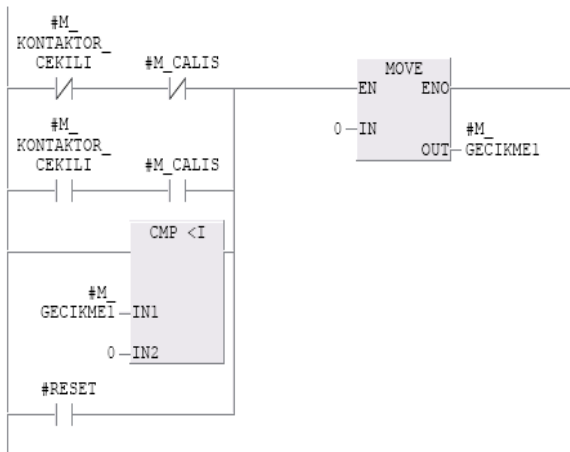 #M_
KONTAKTOR_
CEKILI
#M_CALIS
MOVE
EN
ENO
0
IN
OUT
#M_
GECIKME1
#M_
KONTAKTOR_
CEKILI
#M_CALIS
CMP <I
#M_
GECIKME1
IN1
0
IN2
#RESET